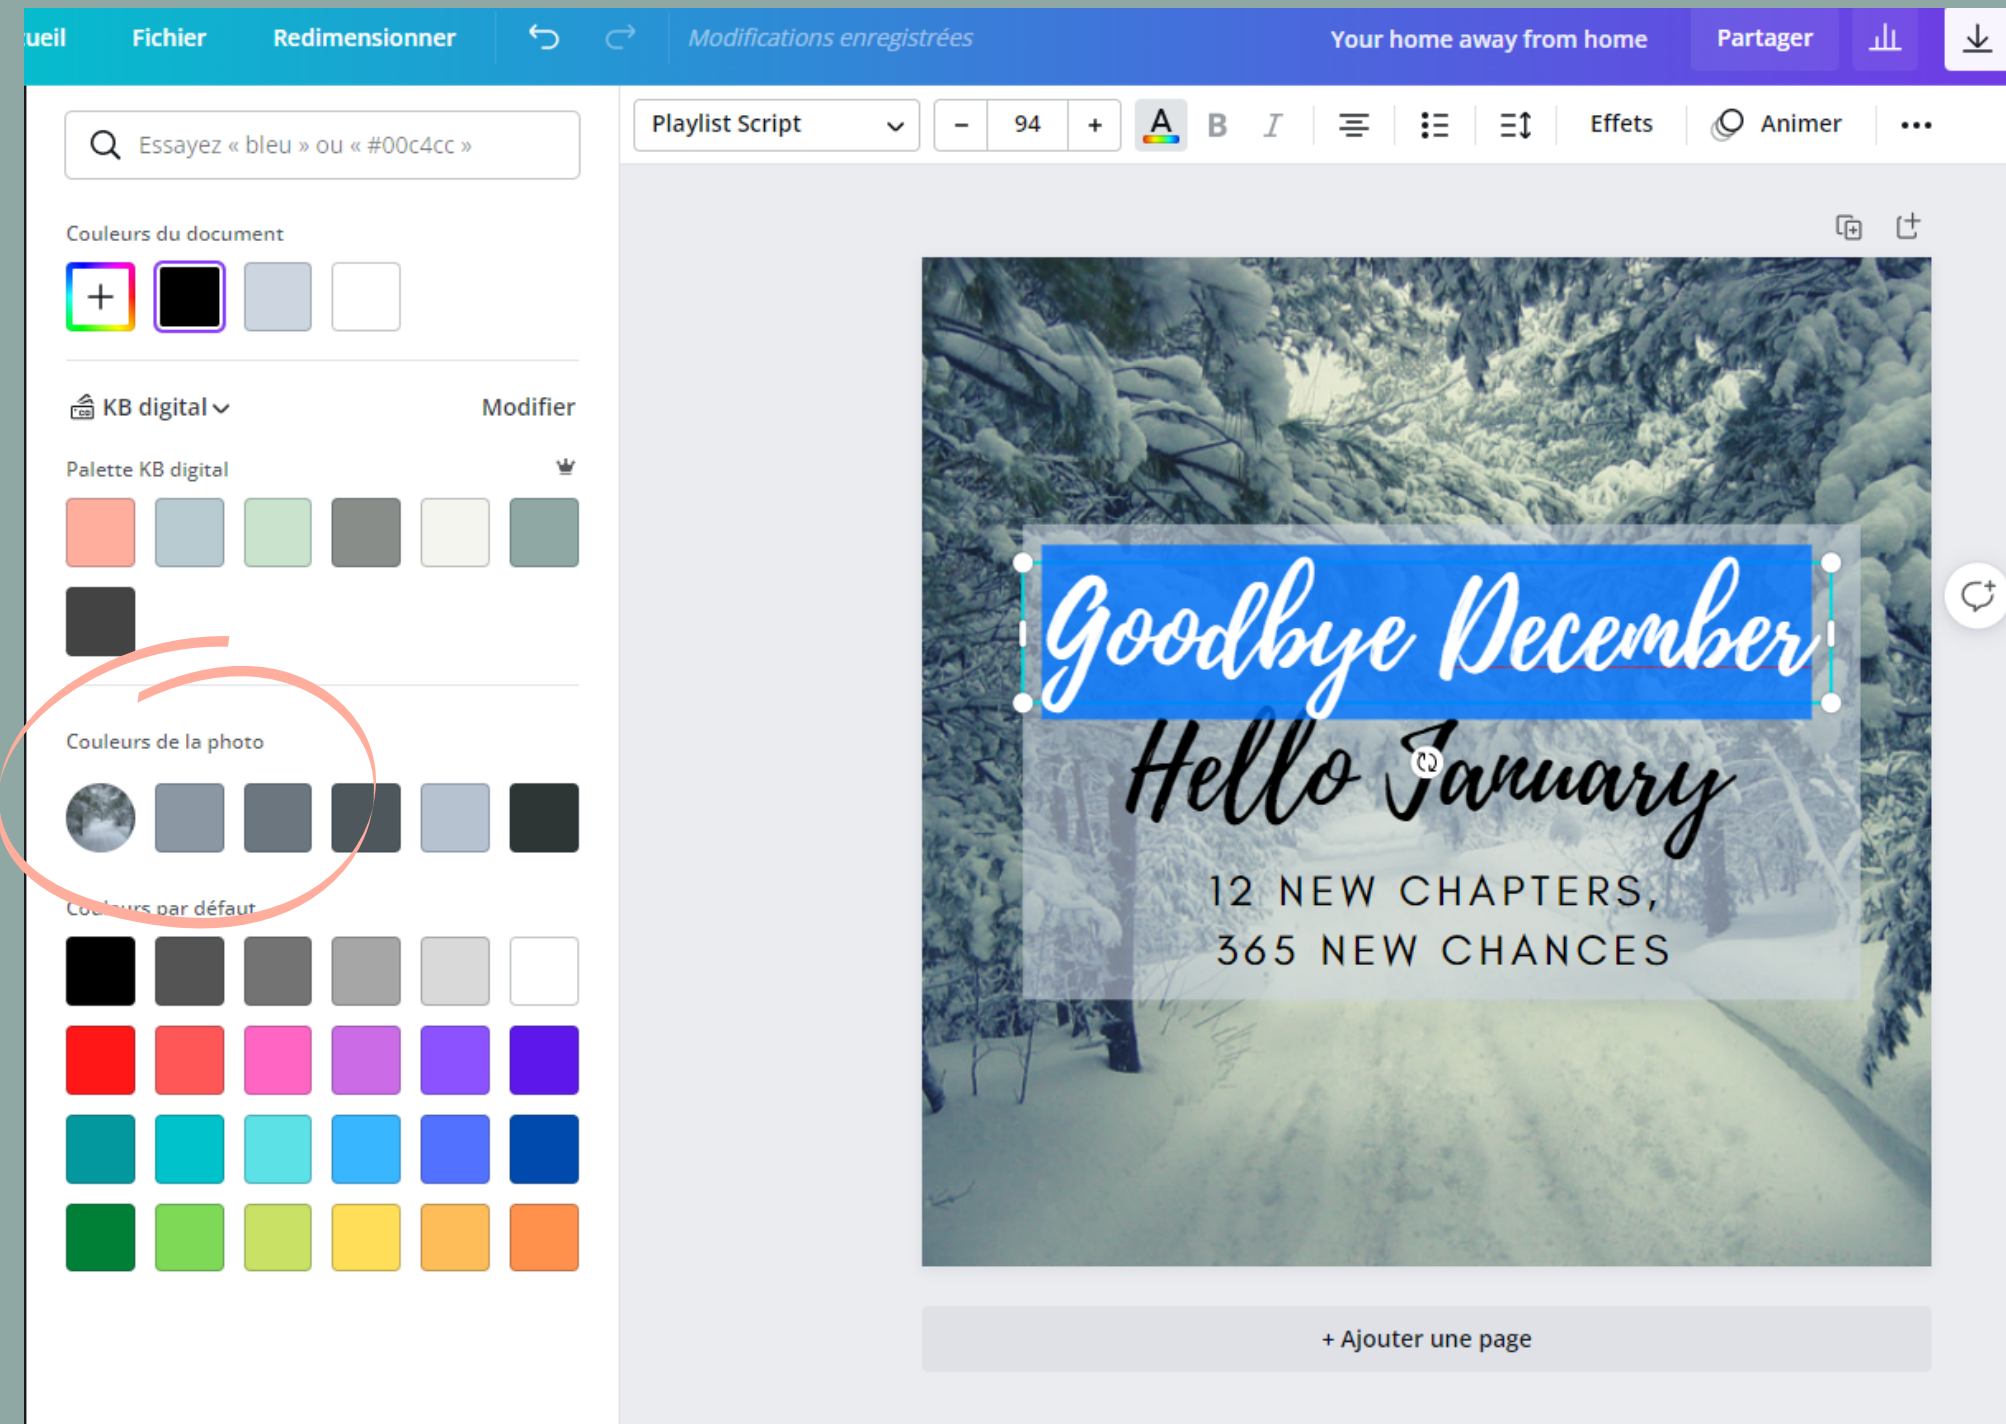 ueil Fichier Redimensionner Modifications enregistrées Your home away from home Partager
Essayez « bleu » ou « #00c4cc »
Playlist Script – 94 + A B I Effets Animer
Couleurs du document
KB digital Modifier
Palette KB digital
Couleurs de la photo
Couleurs par défaut
Goodbye December
Hello January
12 NEW CHAPTERS,
365 NEW CHANCES
+ Ajouter une page